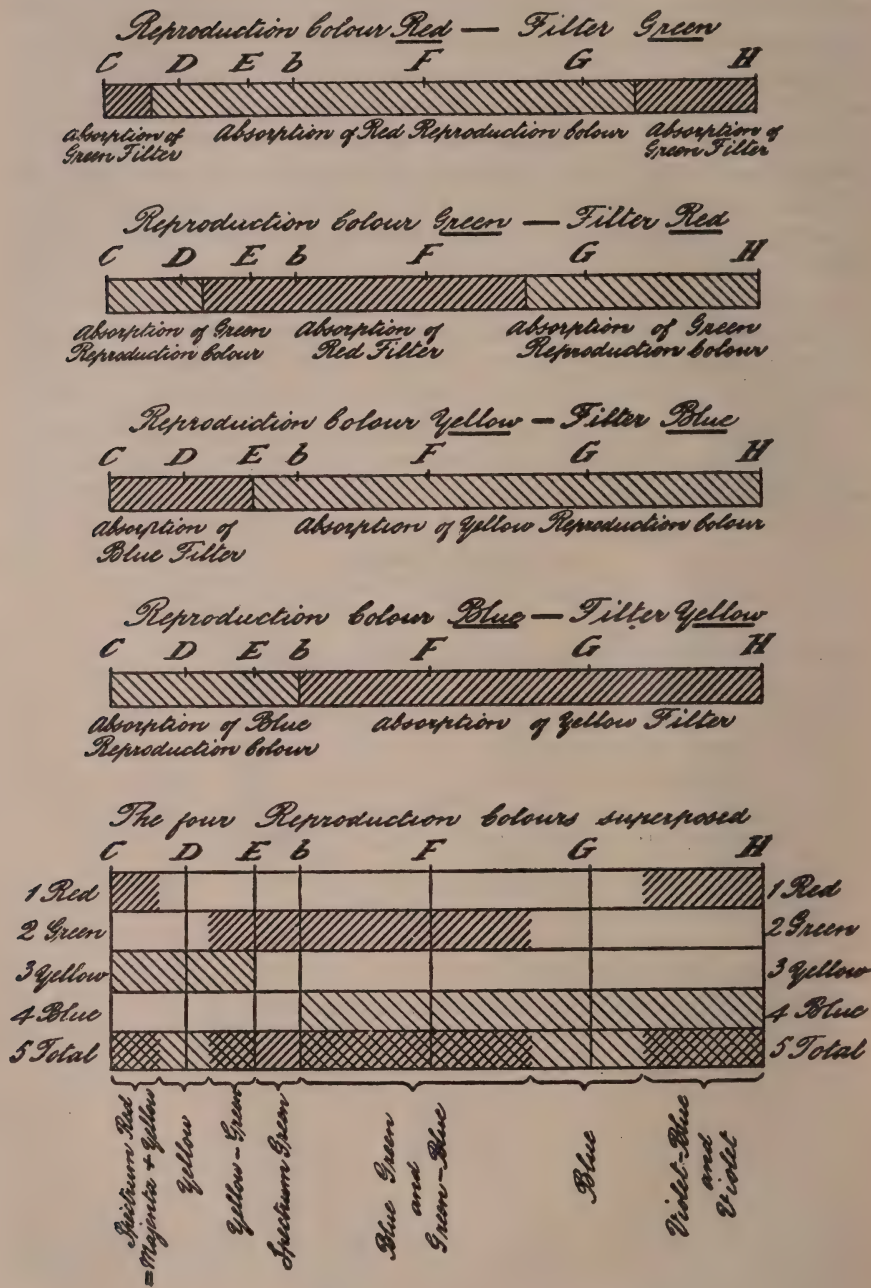 Reproduction Colour Red — Filter Green
C D E b F G H
Absorption of Absorption of Red Reproduction Colour Absorption of
Green Filter Green Filter
Reproduction Colour Green — Filter Red
C D E b F G H
Absorption of Green Absorption of Absorption of Green
Reproduction Colour Red Filter Reproduction Colour
Reproduction Colour Yellow — Filter Blue
C D E b F G H
Absorption of Absorption of Yellow Reproduction Colour
Blue Filter
Reproduction Colour Blue — Filter Yellow
C D E b F G H
Absorption of Blue Absorption of Yellow Filter
Reproduction Colour
The four Reproduction Colours superposed
C D E b F G H
1 Red 1 Red
2 Green 2 Green
3 Yellow 3 Yellow
4 Blue 4 Blue
5 Total 5 Total
Spectrum Red
=Majenta + Yellow
Yellow
Yellow-Green
Spectrum Green
Blue Green
and
Green-Blue
Blue
Violet-Blue
and
Violet